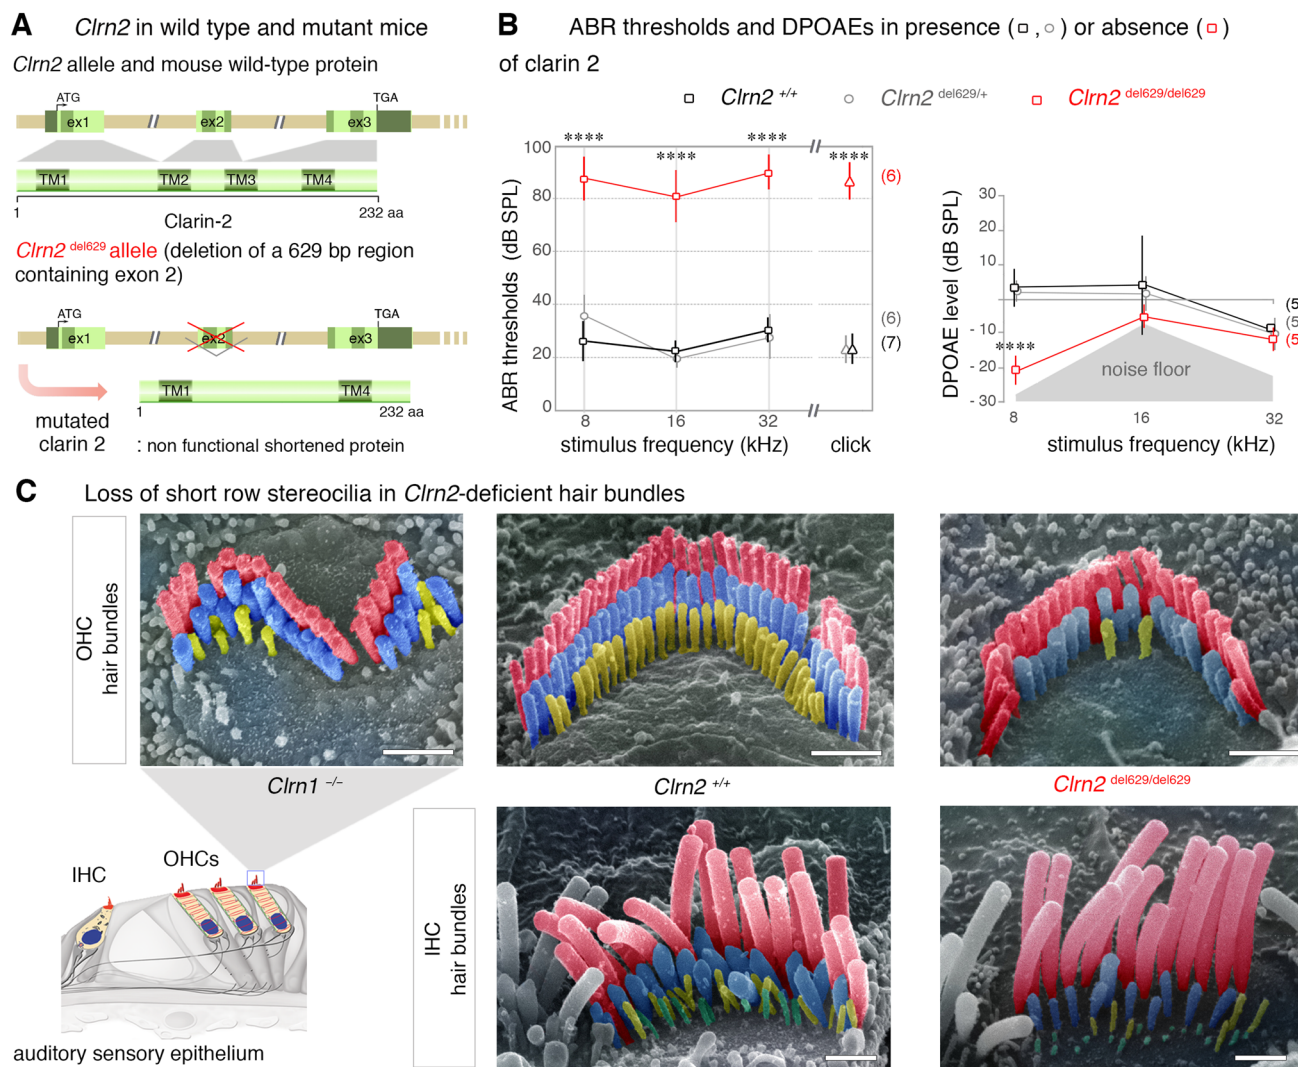 A Clrn2 in wild type and mutant mice
Clrn2 allele and mouse wild-type protein
ATG TGA
ex1 ex2 ex3
TM1 TM2 TM3 TM4
1 Clarin-2 232 aa
Clrn2 del629 allele (deletion of a 629 bp region
containing exon 2)
ATG TGA
ex1 ex2 ex3
TM1 TM4
1 232 aa
mutated
clarin 2 : non functional shortened protein
B ABR thresholds and DPOAEs in presence ( , ) or absence ( )
of clarin 2
Clrn2 +/+ Clrn2 del629/+ Clrn2 del629/del629
ABR thresholds (dB SPL)
100
80
60
40
20
0
**** **** **** ****
(6)
(6)
(7)
8 16 32
stimulus frequency (kHz) click
DPOAE level (dB SPL)
30
20
10
- 10
- 20
- 30
****
noise floor
(5
(5
(5
8 16 32
stimulus frequency (kHz)
C Loss of short row stereocilia in Clrn2-deficient hair bundles
OHC
hair bundles
Clrn1 –/– Clrn2 +/+ Clrn2 del629/del629
IHC
hair bundles
IHC OHCs
auditory sensory epithelium